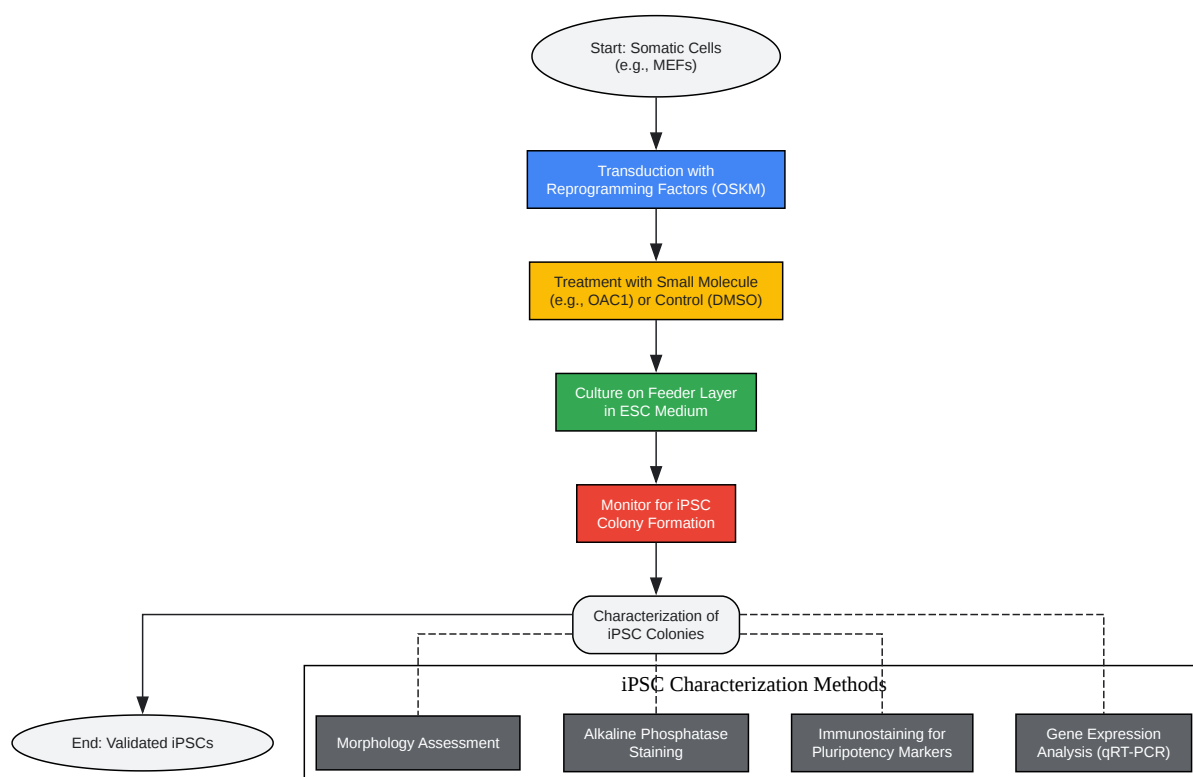 Start: Somatic Cells
(e.g., MEFs)
Transduction with
Reprogramming Factors (OSKM)
Treatment with Small Molecule
(e.g., OAC1) or Control (DMSO)
Culture on Feeder Layer
in ESC Medium
Monitor for iPSC
Colony Formation
Characterization of
iPSC Colonies
iPSC Characterization Methods
End: Validated iPSCs
Morphology Assessment
Alkaline Phosphatase
Staining
Immunostaining for
Pluripotency Markers
Gene Expression
Analysis (qRT-PCR)